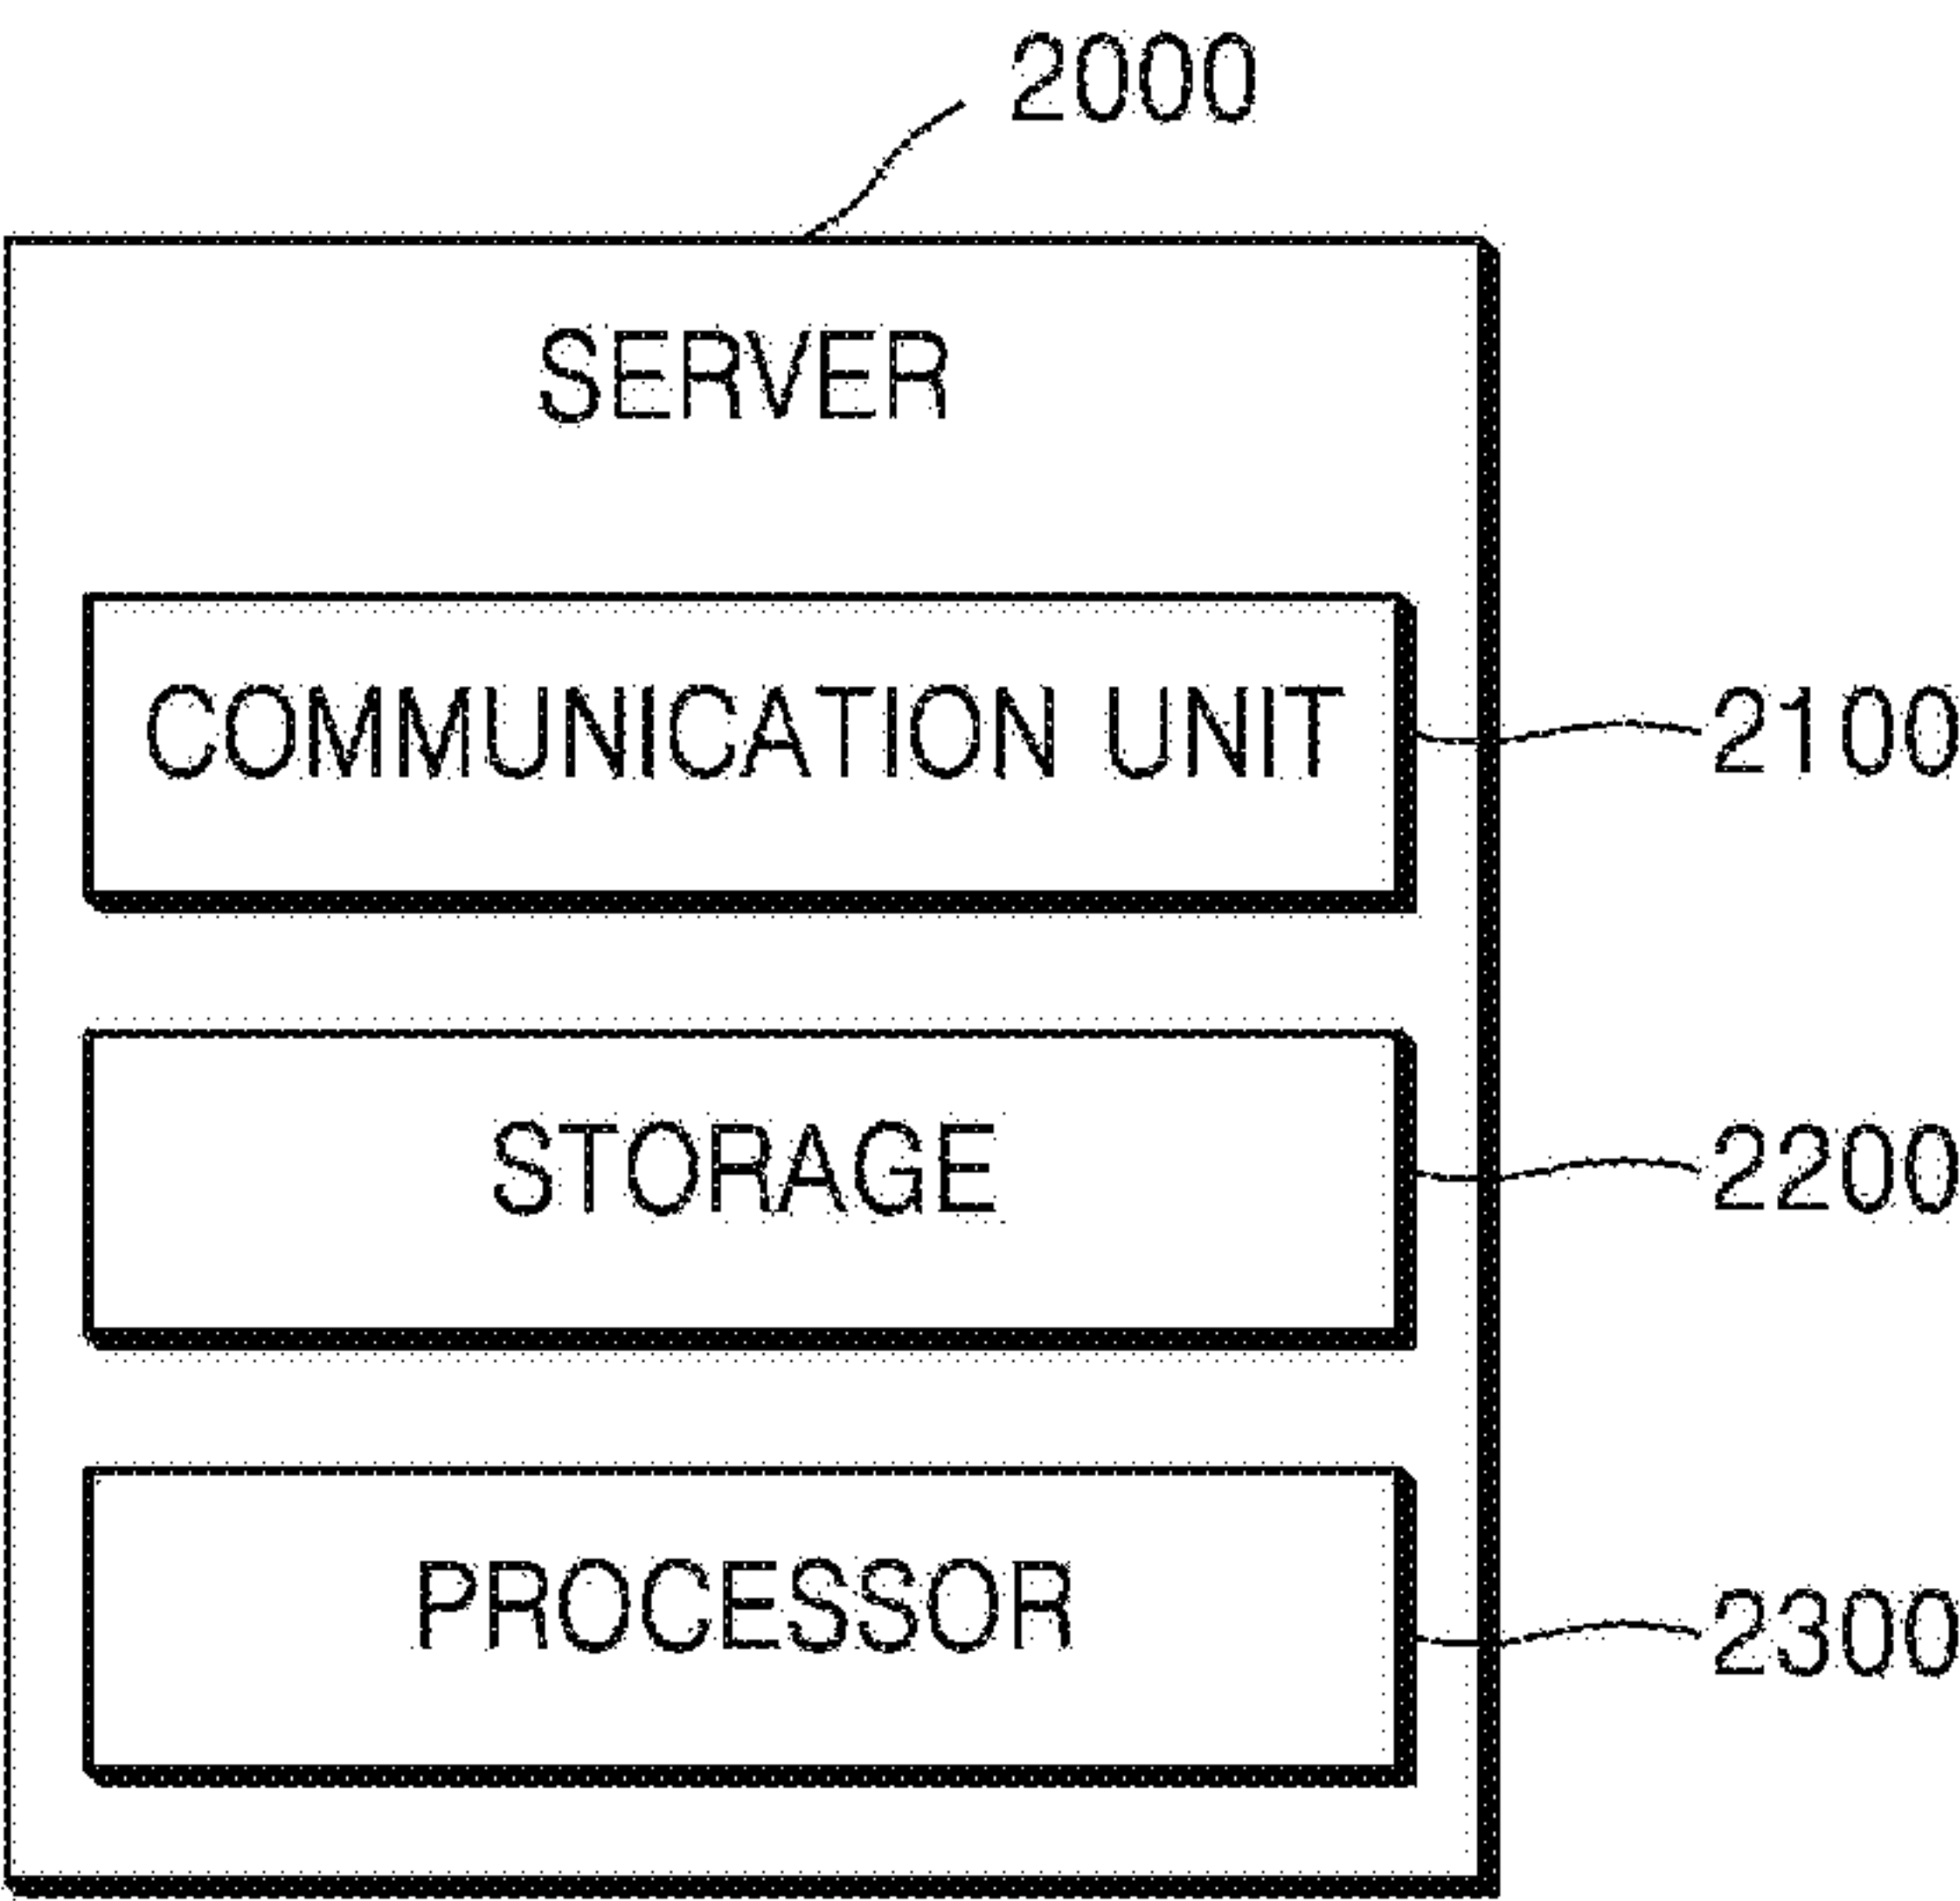 2000
SERVER
COMMUNICATION UNIT 2100
STORAGE 2200
PROCESSOR 2300